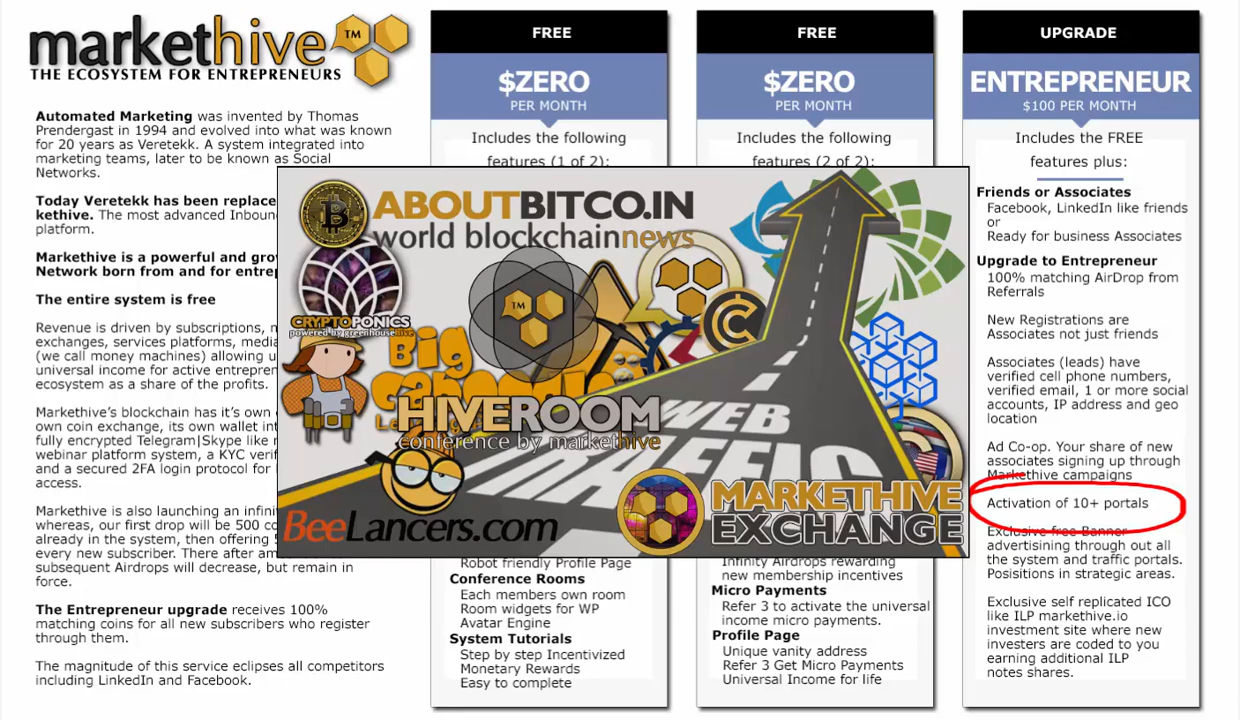 markethive
TM
THE ECOSYSTEM FOR ENTREPRENEURS
Automated Marketing was invented by Thomas
Prendergast in 1994 and evolved into what was known
for 20 years as Veretekk. A system integrated into
marketing teams, later to be known as Social
Networks.
Today Veretekk has been replace
kethive. The most advanced Inboun
platform.
Markethive is a powerful and grow
Network born from and for entrep
The entire system is free
Revenue is driven by subscriptions,
exchanges, services platforms, media
(we call money machines) allowing u
universal income for active entrepren
ecosystem as a share of the profits.
Markethive's blockchain has it's own
own coin exchange, its own wallet int
fully encrypted Telegram|Skype like
webinar platform system, a KYC verif
and a secured 2FA login protocol for
access.
Markethive is also launching an infini
whereas, our first drop will be 500 co
already in the system, then offering 5
every new subscriber. There after am
subsequent Airdrops will decrease, but remain in
force.
The Entrepreneur upgrade receives 100%
matching coins for all new subscribers who register
through them.
The magnitude of this service eclipses all competitors
including LinkedIn and Facebook.
FREE
$ZERO
PER MONTH
Includes the following
features (1 of 2):
Robot friendly Profile Page
Conference Rooms
Each members own room
Room widgets for WP
Avatar Engine
System Tutorials
Step by step Incentivized
Monetary Rewards
Easy to complete
FREE
$ZERO
PER MONTH
Includes the following
features (2 of 2):
Infinity Airdrops rewarding
new membership incentives
Micro Payments
Refer 3 to activate the universal
income micro payments.
Profile Page
Unique vanity address
Refer 3 Get Micro Payments
Universal Income for life
UPGRADE
ENTREPRENEUR
$100 PER MONTH
Includes the FREE
features plus:
Friends or Associates
Facebook, LinkedIn like friends
or
Ready for business Associates
Upgrade to Entrepreneur
100% matching AirDrop from
Referrals
New Registrations are
Associates not just friends
Associates (leads) have
verified cell phone numbers,
verified email, 1 or more social
accounts, IP address and geo
location
Ad Co-op. Your share of new
associates signing up through
Markethive campaigns
Activation of 10+ portals
Exclusive free Banner
advertisining through out all
the system and traffic portals.
Posisitions in strategic areas.
Exclusive self replicated ICO
like ILP markethive.io
investment site where new
investers are coded to you
earning additional ILP
notes shares.
ABOUTBITCO.IN
world blockchainnews
CRYPTOPONICS
powered by greenhousehive
TM
TM
Big
HIVEROOM
conference by markethive
WEB
TRAFFIC
BeeLancers.com
MARKETHIVE
EXCHANGE